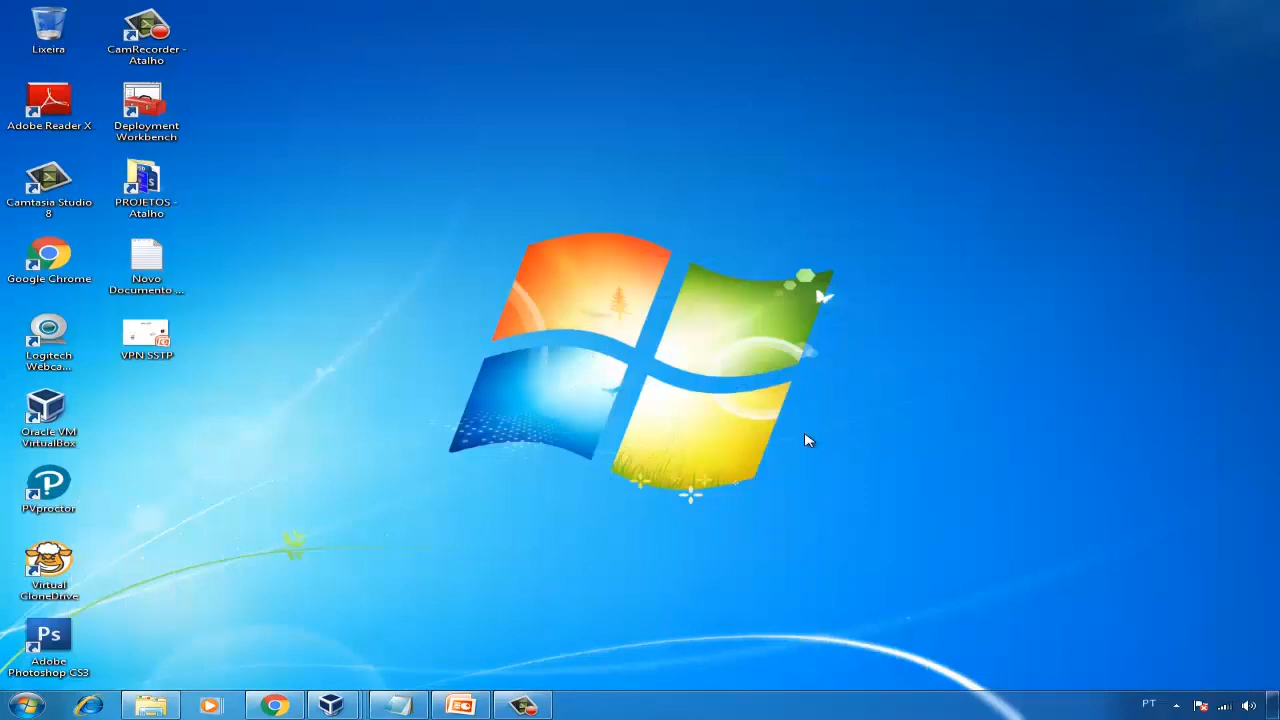 Lixeira
CamRecorder -
Atalho
Adobe Reader X
Deployment
Workbench
Camtasia Studio
8
PROJETOS -
Atalho
Google Chrome
Novo
Documento ...
Logitech
Webca...
VPN SSTP
Oracle VM
VirtualBox
PVproctor
Virtual
CloneDrive
Ps
Adobe
Photoshop CS3
PT